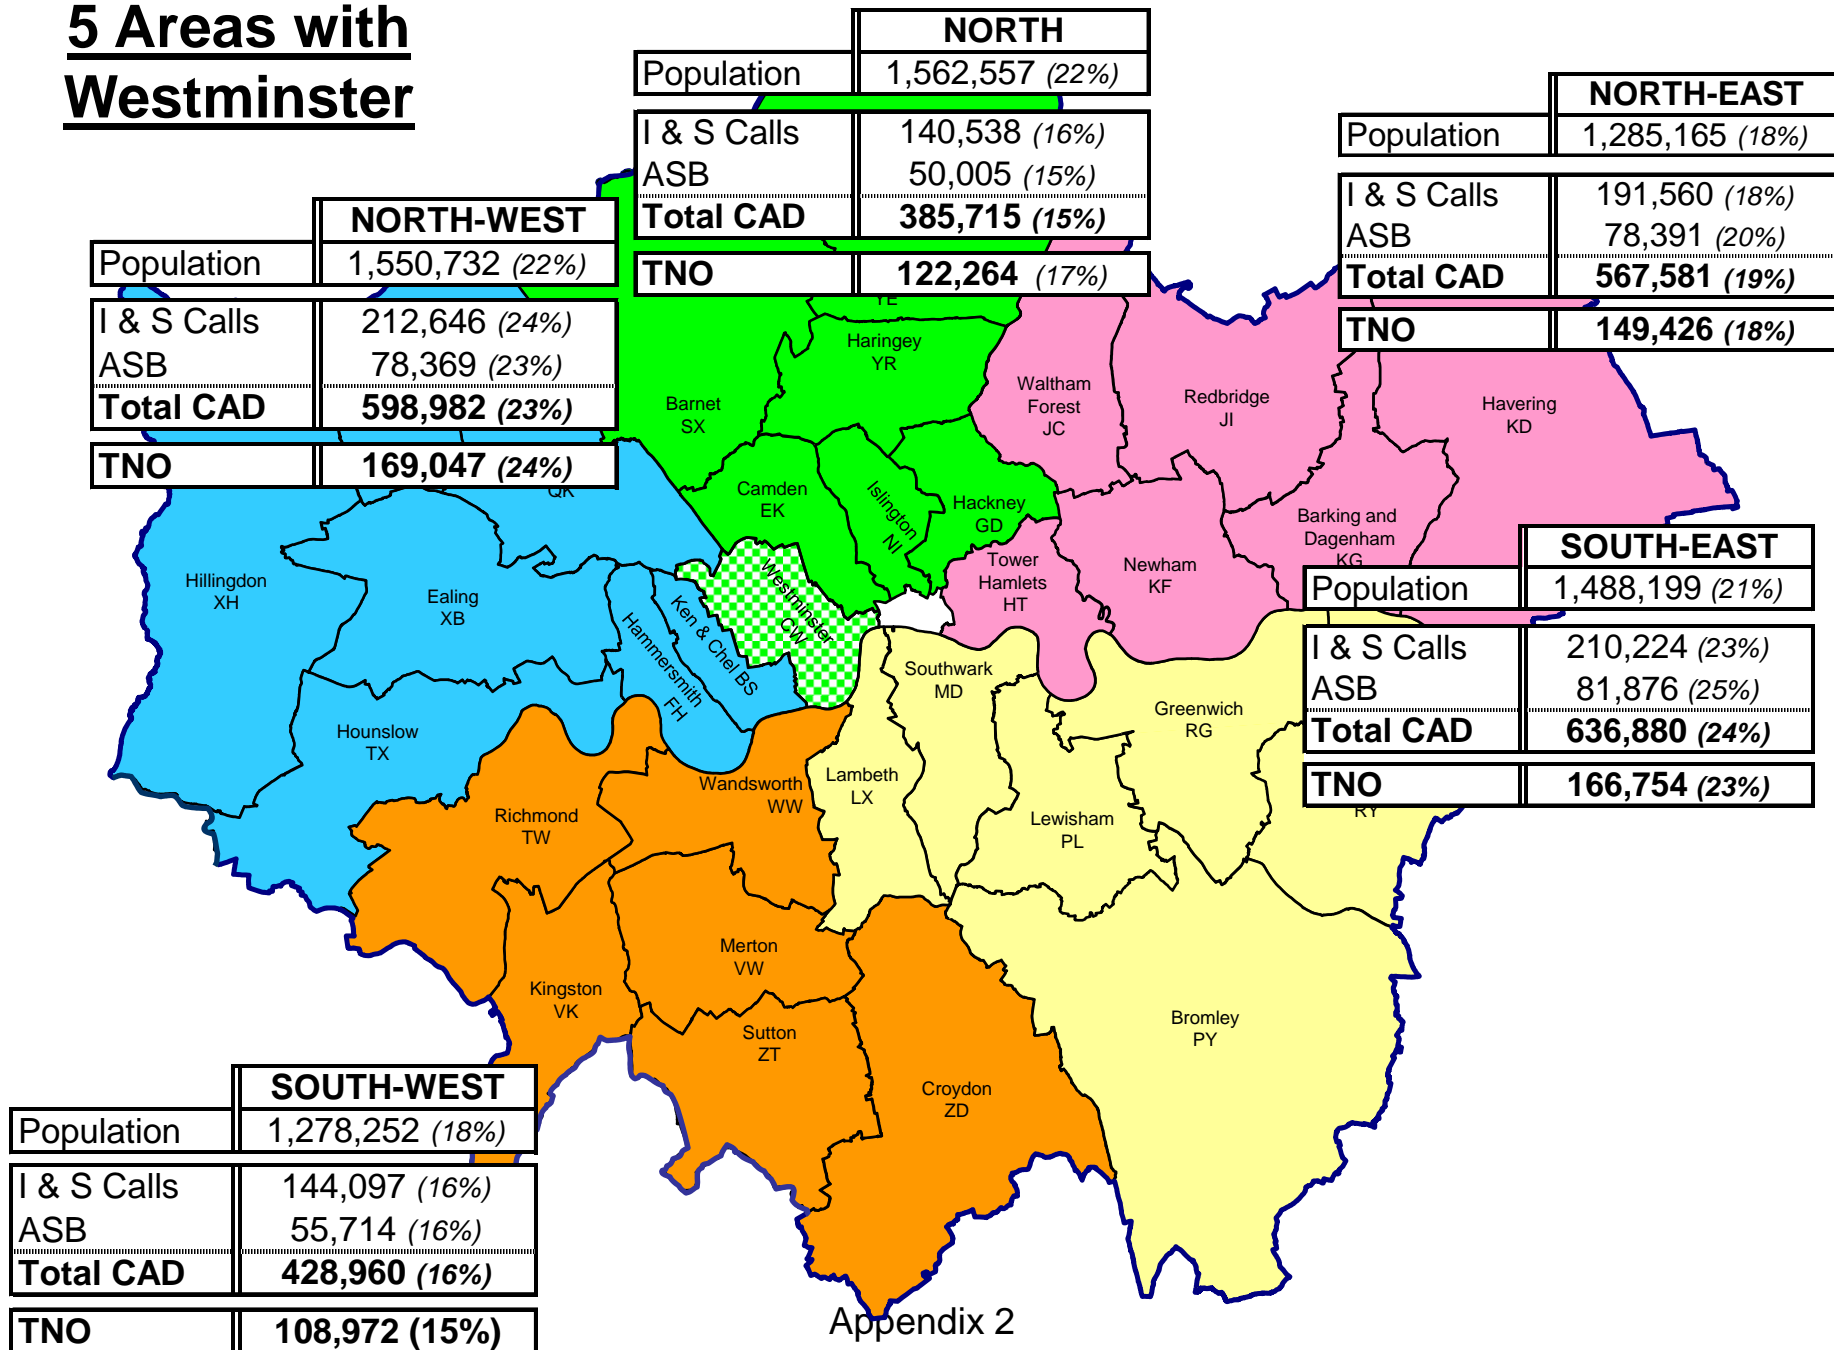 5 Areas with
Westminster
NORTH
Population 1,562,557 (22%)
I & S Calls 140,538 (16%)
ASB 50,005 (15%)
Total CAD 385,715 (15%)
TNO 122,264 (17%)
NORTH-EAST
Population 1,285,165 (18%)
I & S Calls 191,560 (18%)
ASB 78,391 (20%)
Total CAD 567,581 (19%)
TNO 149,426 (18%)
NORTH-WEST
Population 1,550,732 (22%)
I & S Calls 212,646 (24%)
ASB 78,369 (23%)
Total CAD 598,982 (23%)
TNO 169,047 (24%)
YE
Haringey
YR
Barnet
SX
Waltham
Forest
JC
Redbridge
JI
Havering
KD
QK
Camden
EK
Islington
NI
Hackney
GD
Barking and
Dagenham
KG
Tower
Hamlets
HT
Newham
KF
Hillingdon
XH
Ealing
XB
Hammersmith
FH
Ken & Chel BS
Westminster
CW
SOUTH-EAST
Population 1,488,199 (21%)
I & S Calls 210,224 (23%)
ASB 81,876 (25%)
Total CAD 636,880 (24%)
TNO 166,754 (23%)
Southwark
MD
Greenwich
RG
Hounslow
TX
Wandsworth
WW
Lambeth
LX
Richmond
TW
Lewisham
PL
RY
Merton
VW
Kingston
VK
Sutton
ZT
Bromley
PY
Croydon
ZD
SOUTH-WEST
Population 1,278,252 (18%)
I & S Calls 144,097 (16%)
ASB 55,714 (16%)
Total CAD 428,960 (16%)
TNO 108,972 (15%)
Appendix 2